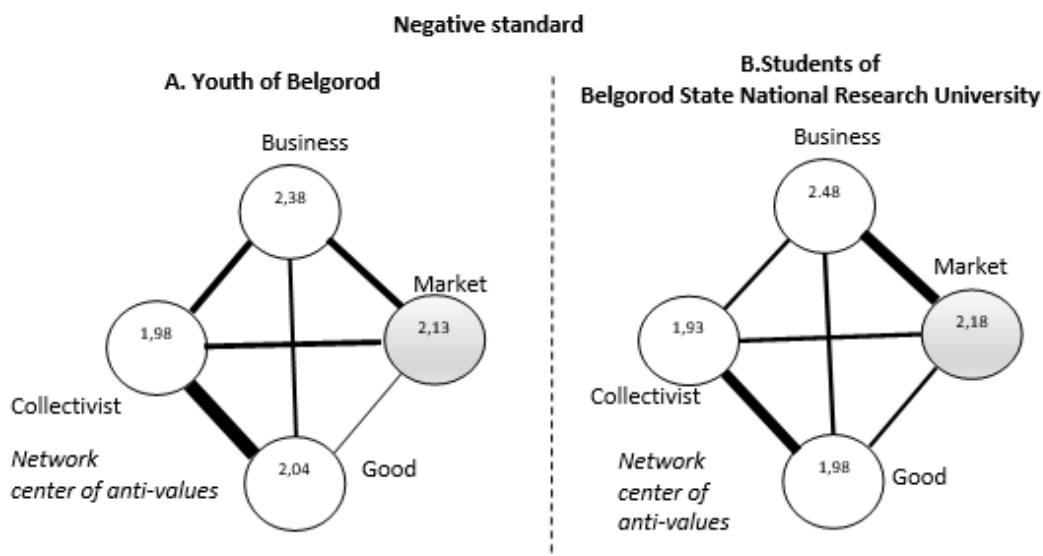 Negative standard
A. Youth of Belgorod
Business
2,38
Market
2,13
1,98
Collectivist
2,04
Good
Network
center of anti-values
B.Students of
Belgorod State National Research University
Business
2.48
Market
2,18
1,93
Collectivist
1,98
Good
Network
center of
anti-values